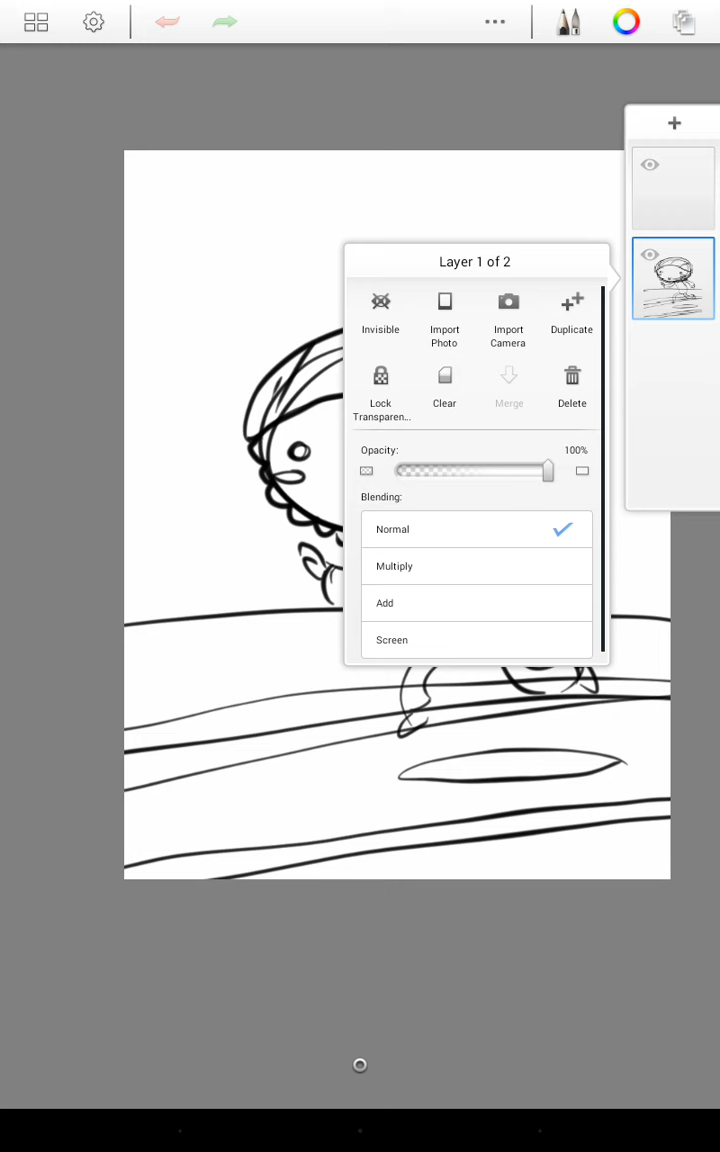 Layer 1 of 2
Invisible
Import Photo
Import Camera
Duplicate
Lock Transparen...
Clear
Merge
Delete
Opacity: 100%
Blending:
Normal
Multiply
Add
Screen